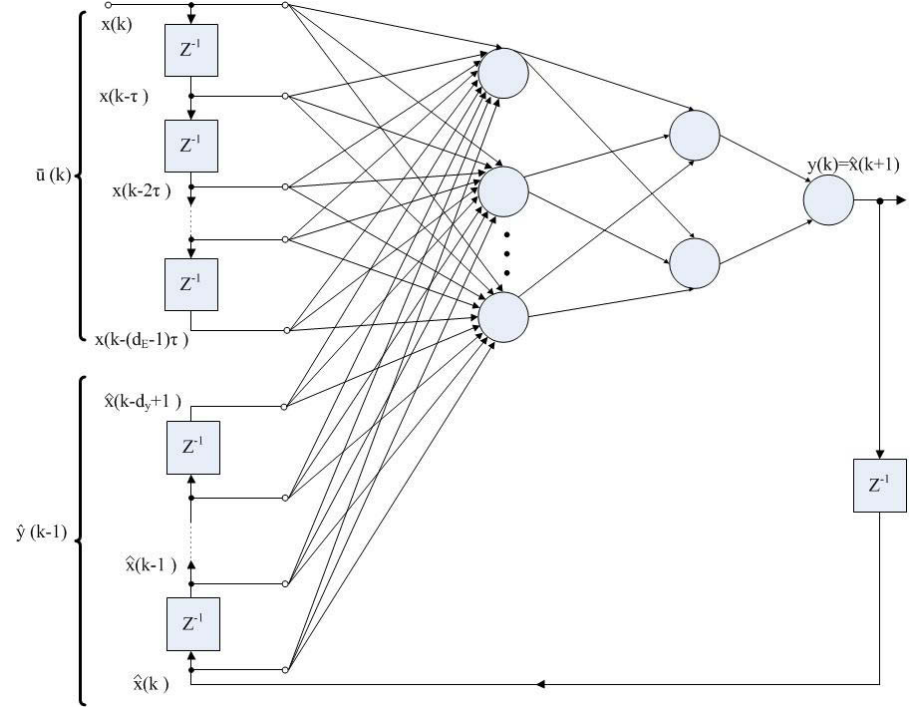 x(k)
Z⁻¹
x(k-τ )
Z⁻¹
ū (k)
x(k-2τ )
Z⁻¹
x(k-(d_E-1)τ )
y(k)=x̂(k+1)
x̂(k-d_y+1 )
Z⁻¹
Z⁻¹
ŷ (k-1)
x̂(k-1 )
Z⁻¹
x̂(k )